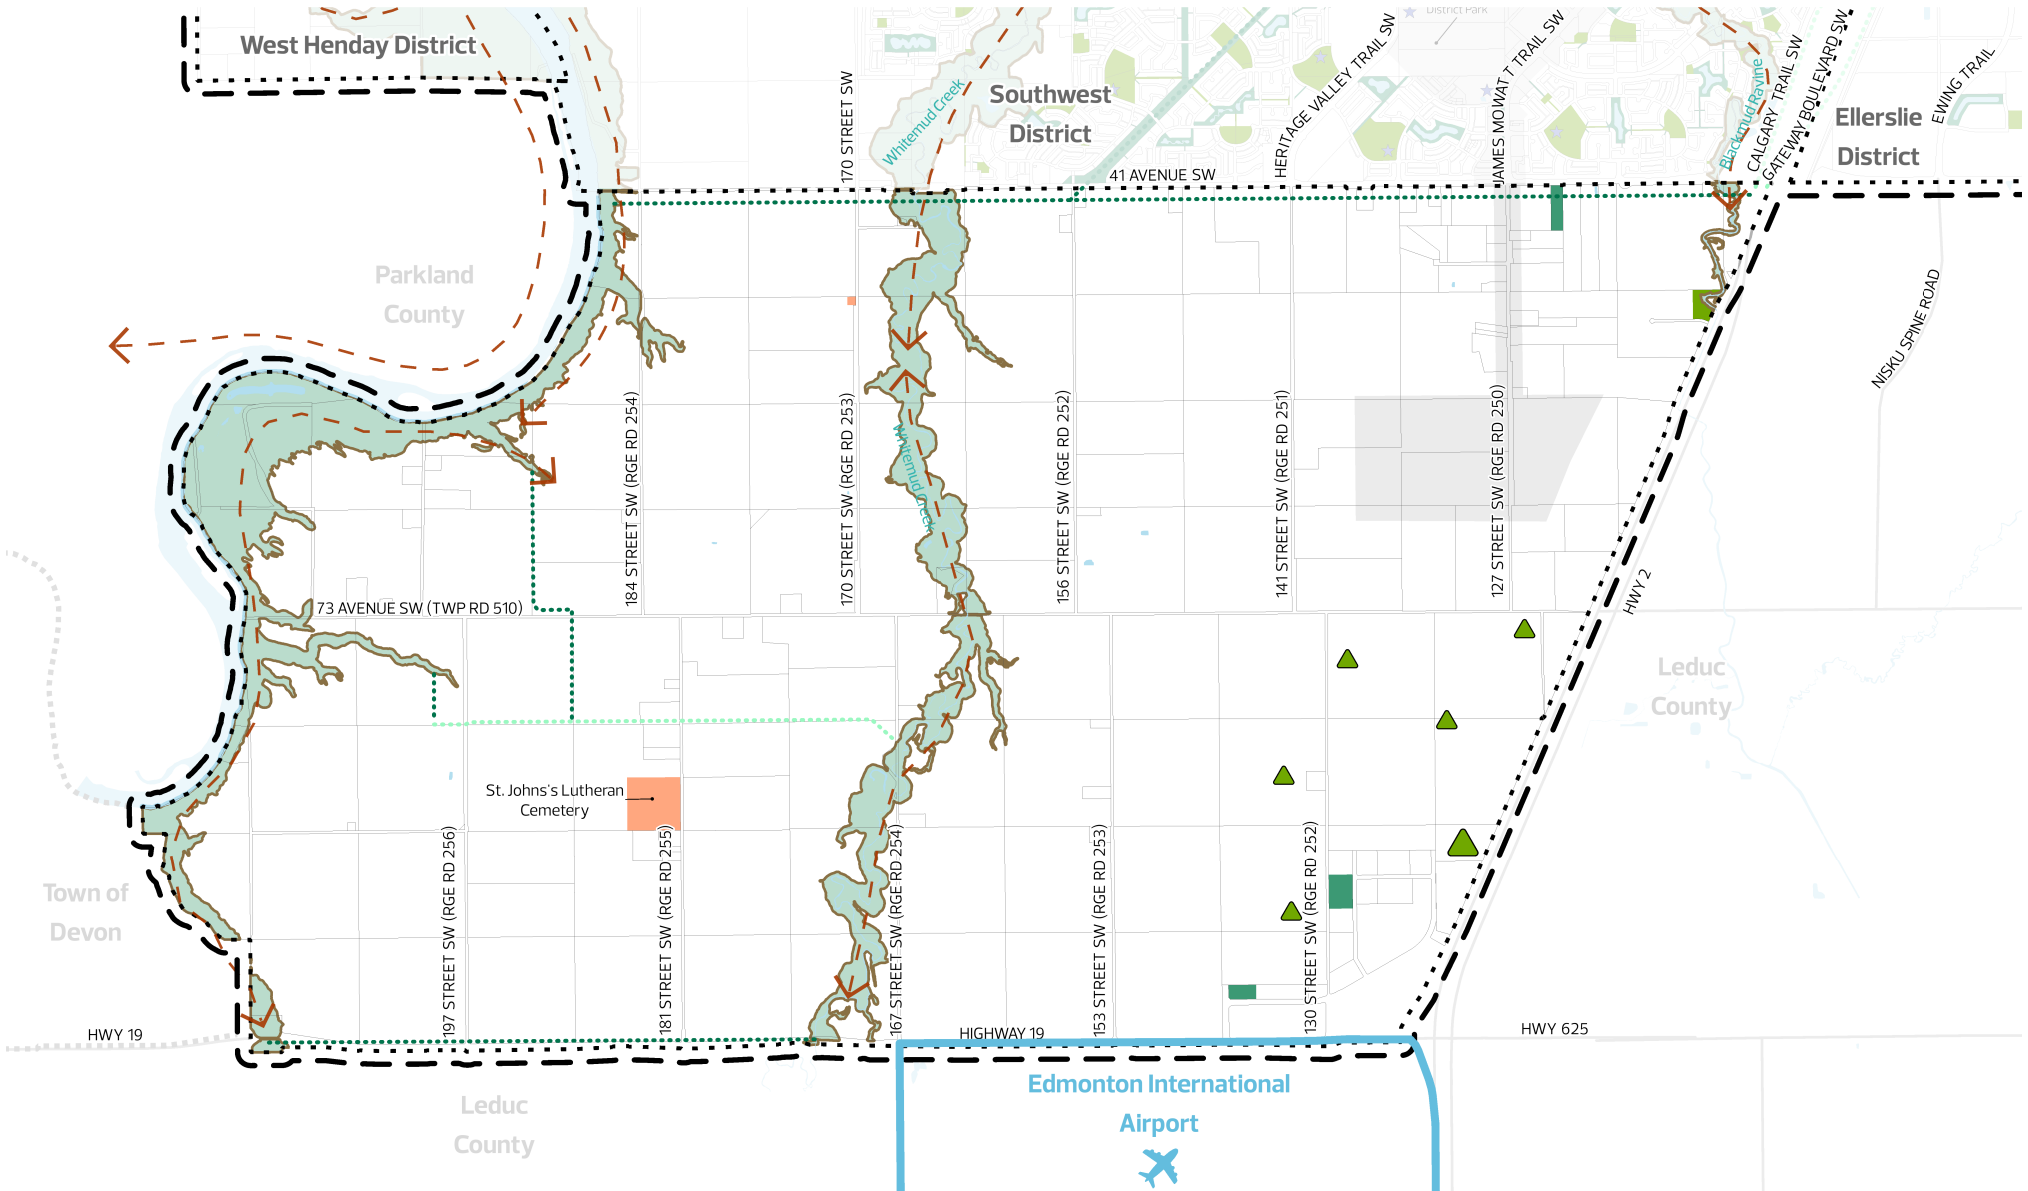 District Park
West Henday District
Southwest
District
Ellerslie
District
EWING TRAIL
HERITAGE VALLEY TRAIL SW
JAMES MOWAT T TRAIL SW
CALGARY TRAIL SW
GATEWAY BOULEVARD SW
Blackmud Ravine
Whitemud Creek
170 STREET SW
41 AVENUE SW
Parkland
County
NISKU SPINE ROAD
184 STREET SW (RGE RD 254)
170 STREET SW (RGE RD 253)
156 STREET SW (RGE RD 252)
141 STREET SW (RGE RD 251)
127 STREET SW (RGE RD 250)
Whitemud Creek
HWY 2
73 AVENUE SW (TWP RD 510)
Leduc
County
St. Johns's Lutheran
Cemetery
Town of
Devon
197 STREET SW (RGE RD 256)
181 STREET SW (RGE RD 255)
167 STREET SW (RGE RD 254)
153 STREET SW (RGE RD 253)
130 STREET SW (RGE RD 252)
HWY 19
HIGHWAY 19
HWY 625
Edmonton International
Airport
Leduc
County